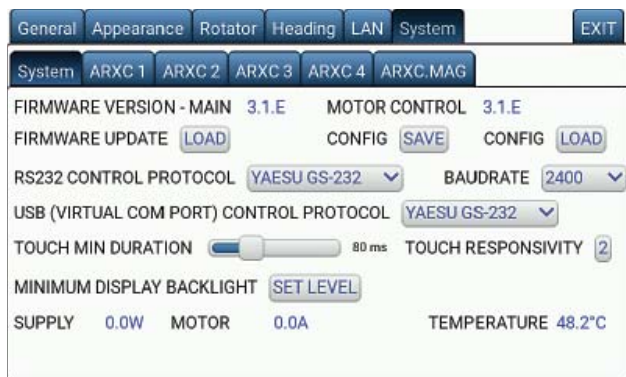 General Appearance Rotator Heading LAN System EXIT
System ARXC 1 ARXC 2 ARXC 3 ARXC 4 ARXC.MAG
FIRMWARE VERSION - MAIN 3.1.E MOTOR CONTROL 3.1.E
FIRMWARE UPDATE LOAD CONFIG SAVE CONFIG LOAD
RS232 CONTROL PROTOCOL YAESU GS-232 BAUDRATE 2400
USB (VIRTUAL COM PORT) CONTROL PROTOCOL YAESU GS-232
TOUCH MIN DURATION 80 ms TOUCH RESPONSIVITY 2
MINIMUM DISPLAY BACKLIGHT SET LEVEL
SUPPLY 0.0W MOTOR 0.0A TEMPERATURE 48.2°C